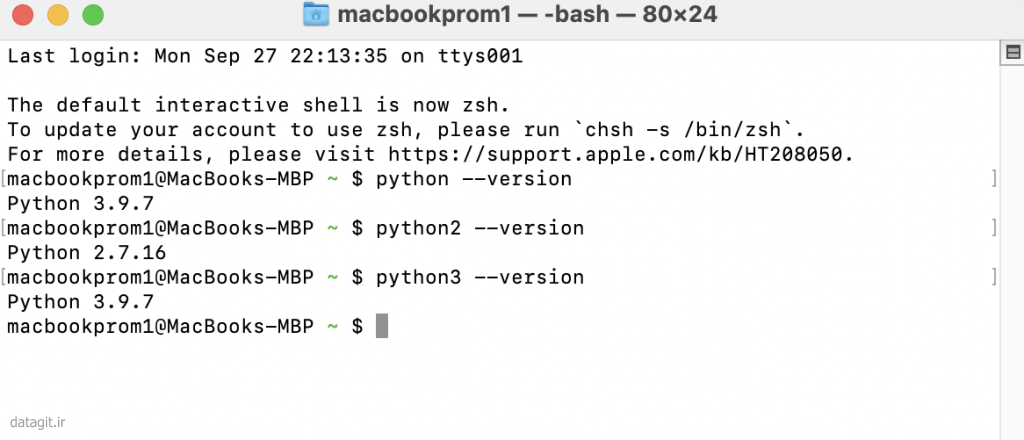 macbookprom1 — -bash — 80×24
Last login: Mon Sep 27 22:13:35 on ttys001
The default interactive shell is now zsh.
To update your account to use zsh, please run `chsh -s /bin/zsh`.
For more details, please visit https://support.apple.com/kb/HT208050.
[macbookprom1@MacBooks-MBP ~ $ python --version ]
Python 3.9.7
[macbookprom1@MacBooks-MBP ~ $ python2 --version ]
Python 2.7.16
[macbookprom1@MacBooks-MBP ~ $ python3 --version ]
Python 3.9.7
macbookprom1@MacBooks-MBP ~ $
datagit.ir